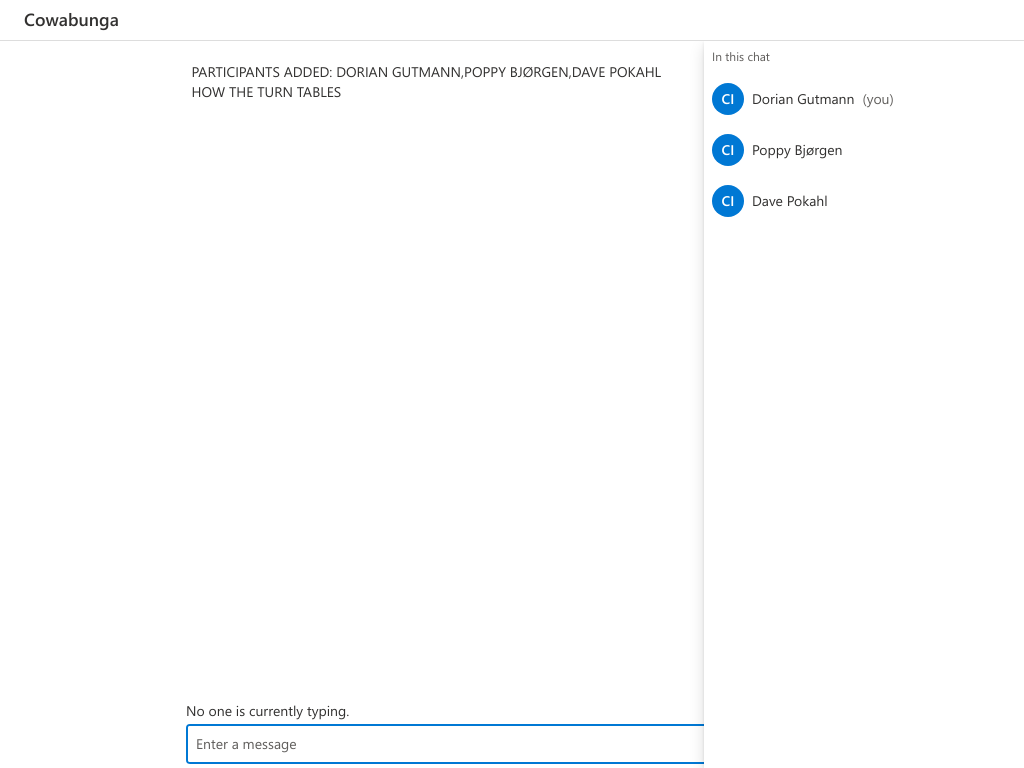 Cowabunga
PARTICIPANTS ADDED: DORIAN GUTMANN,POPPY BJØRGEN,DAVE POKAHL
HOW THE TURN TABLES
In this chat
CI Dorian Gutmann (you)
CI Poppy Bjørgen
CI Dave Pokahl
No one is currently typing.
Enter a message